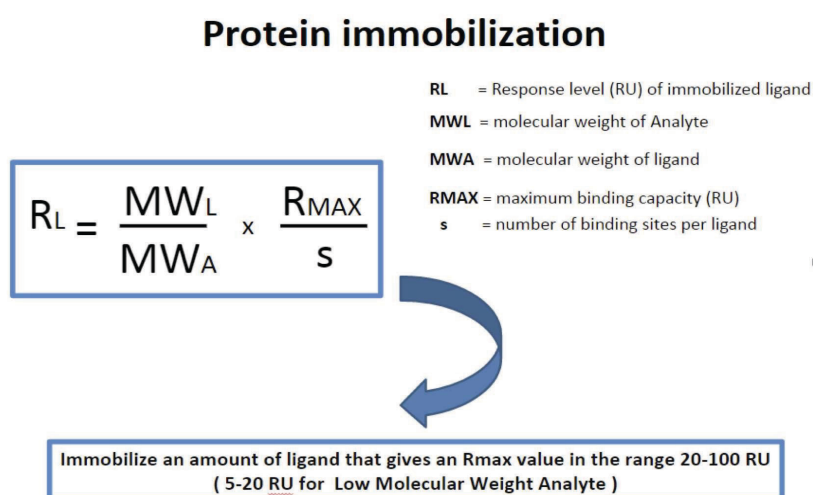 Protein immobilization
RL = Response level (RU) of immobilized ligand
MWL = molecular weight of Analyte
MWA = molecular weight of ligand
RMAX = maximum binding capacity (RU)
s = number of binding sites per ligand
RL = MWL / MWA x RMAX / s
Immobilize an amount of ligand that gives an Rmax value in the range 20-100 RU
( 5-20 RU for Low Molecular Weight Analyte )